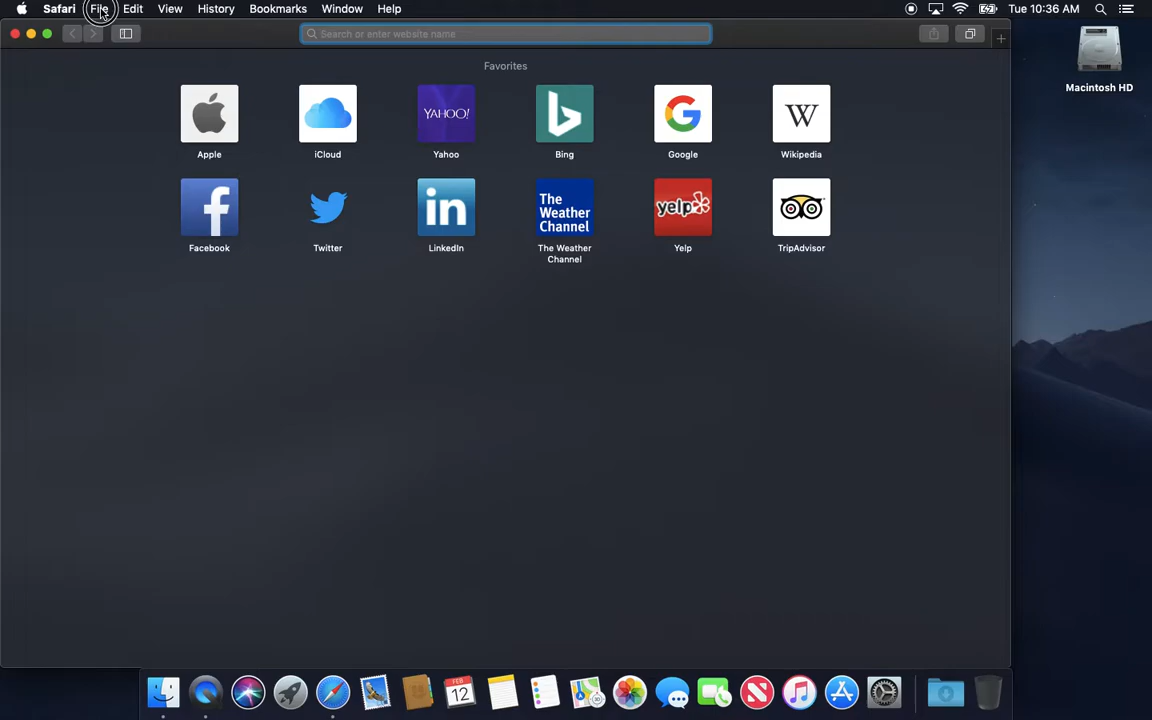 Safari File Edit View History Bookmarks Window Help Tue 10:36 AM
Search or enter website name
Macintosh HD
Favorites
YAHOO!
W
Apple iCloud Yahoo Bing Google Wikipedia
The Weather Channel
yelp
in
Facebook Twitter LinkedIn The Weather Channel Yelp TripAdvisor
FEB
12